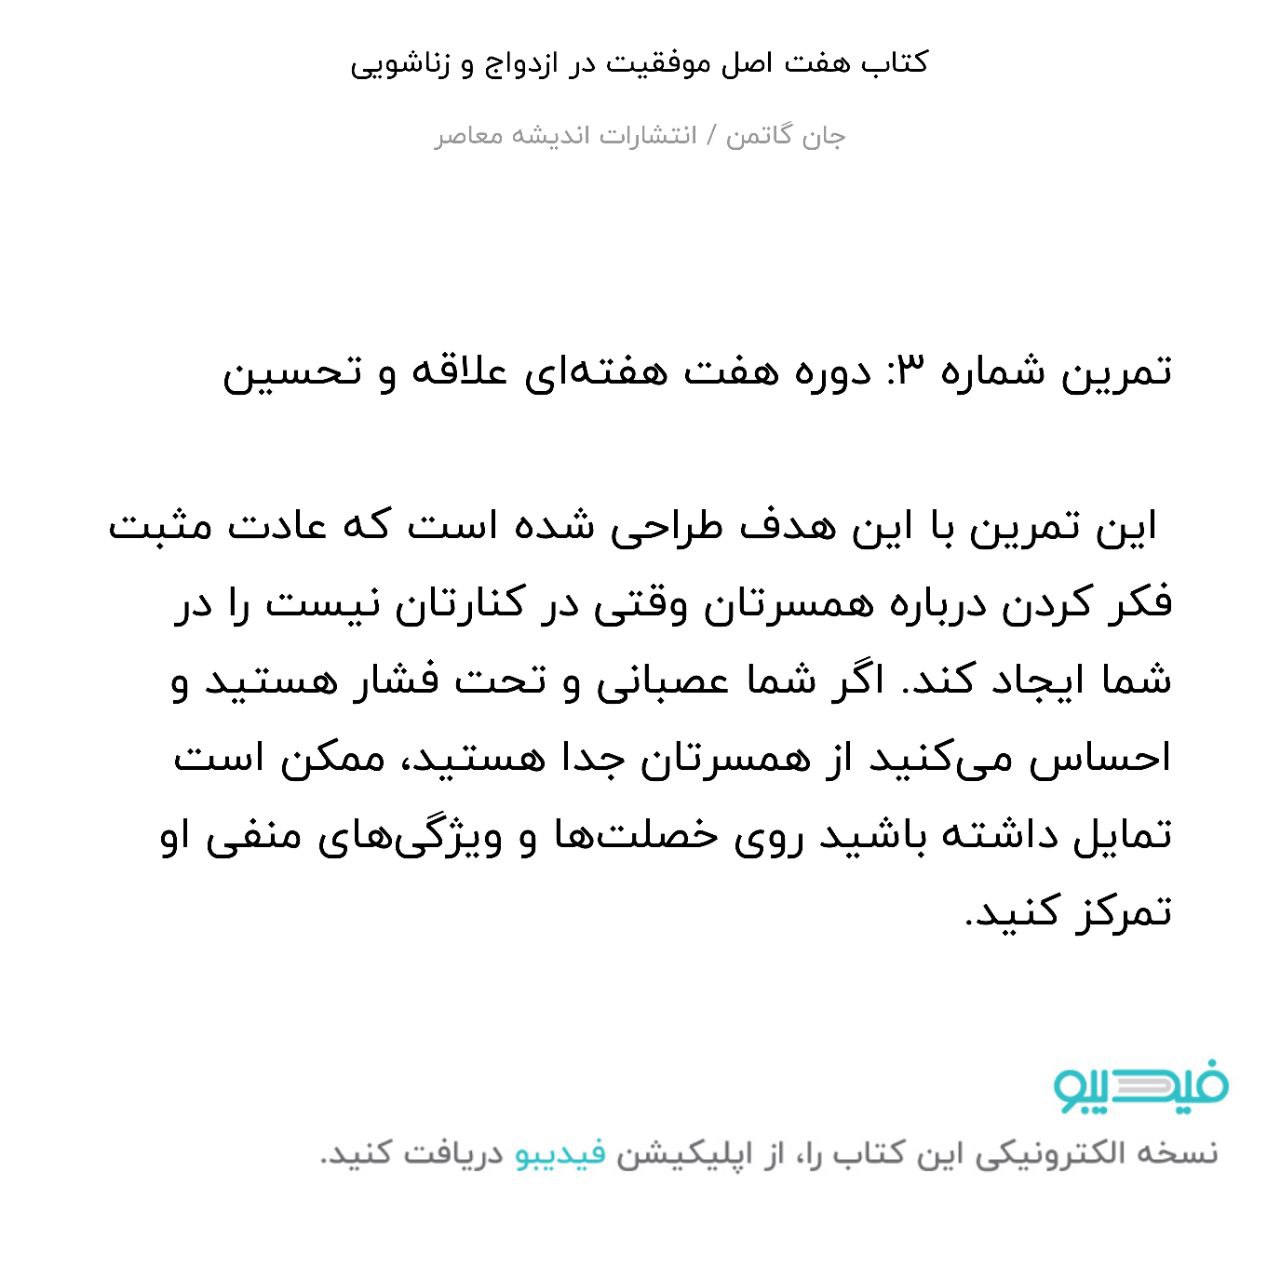 کتاب هفت اصل موفقیت در ازدواج و زناشویی
جان گاتمن / انتشارات اندیشه معاصر
تمرین شماره ۳: دوره هفت هفته‌ای علاقه و تحسین
این تمرین با این هدف طراحی شده است که عادت مثبت
فکر کردن درباره همسرتان وقتی در کنارتان نیست را در
شما ایجاد کند. اگر شما عصبانی و تحت فشار هستید و
احساس می‌کنید از همسرتان جدا هستید، ممکن است
تمایل داشته باشید روی خصلت‌ها و ویژگی‌های منفی او
تمرکز کنید.
فیدیبو
نسخه الکترونیکی این کتاب را، از اپلیکیشن فیدیبو دریافت کنید.